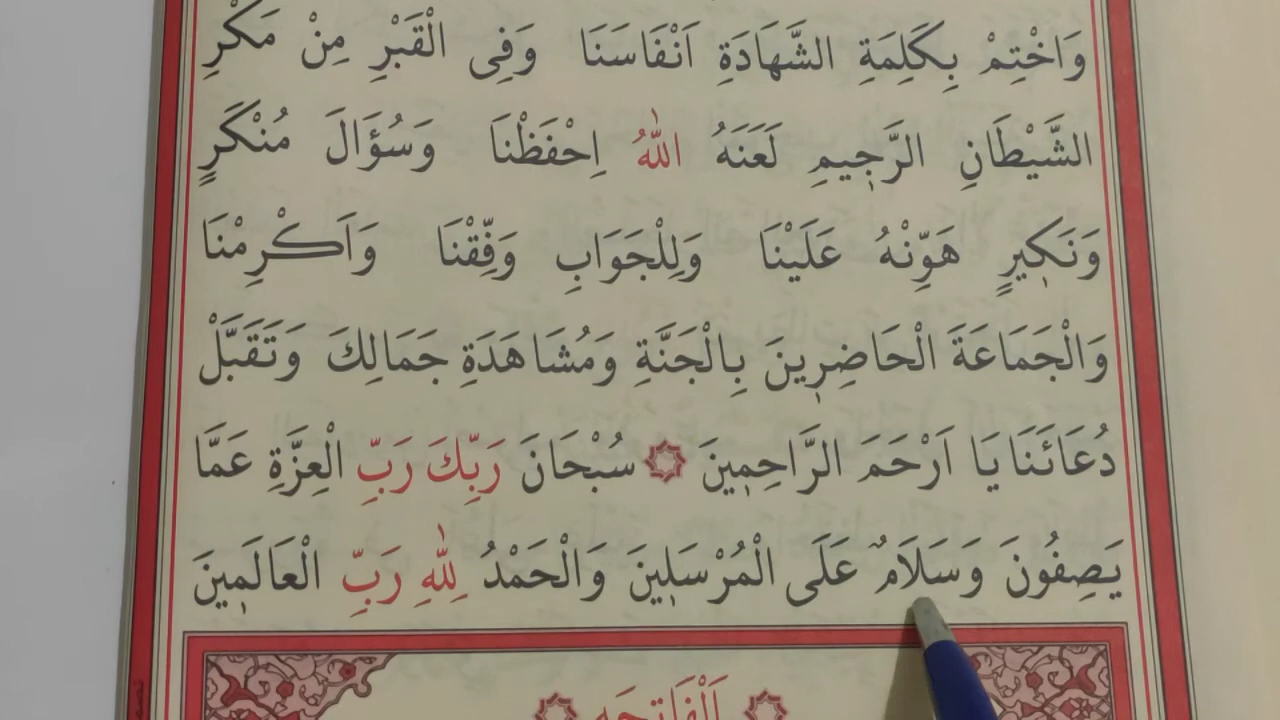 وَاخْتِمْ بِكَلِمَةِ الشَّهَادَةِ اَنْفَاسَنَا وَفِى الْقَبْرِ مِنْ مَكْرِ
الشَّيْطَانِ الرَّجِيمِ لَعَنَهُ اللّٰهُ اِحْفَظْنَا وَسُؤَالَ مُنْكَرٍ
وَنَكِيرٍ هَوِّنْهُ عَلَيْنَا وَلِلْجَوَابِ وَفِّقْنَا وَاَكْرِمْنَا
وَالْجَمَاعَةَ الْحَاضِرِينَ بِالْجَنَّةِ وَمُشَاهَدَةِ جَمَالِكَ وَتَقَبَّلْ
دُعَائَنَا يَا اَرْحَمَ الرَّاحِمِينَ ۞ سُبْحَانَ رَبِّكَ رَبِّ الْعِزَّةِ عَمَّا
يَصِفُونَ وَسَلَامٌ عَلَى الْمُرْسَلِينَ وَالْحَمْدُ لِلّٰهِ رَبِّ الْعَالَمِينَ
اَلْفَاتِحَه